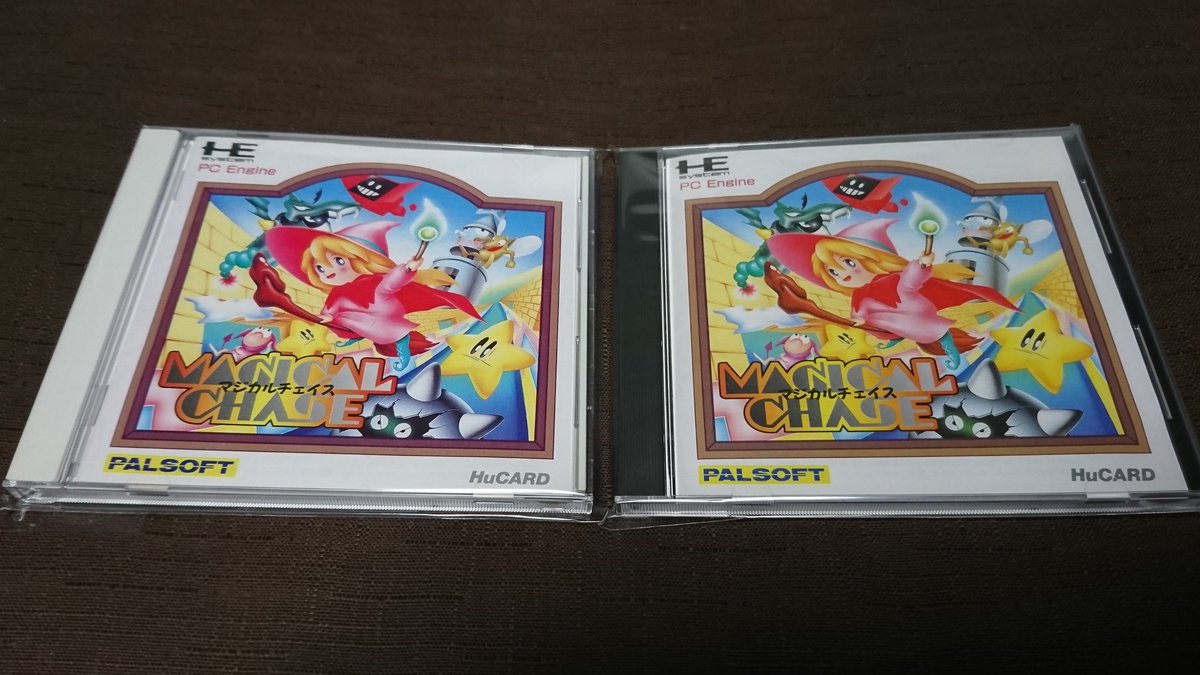 HE
system
PC Engine
MAGICAL
マジカルチェイス
CHASE
PALSOFT
HuCARD
HE
system
PC Engine
MAGICAL
マジカルチェイス
CHASE
PALSOFT
HuCARD